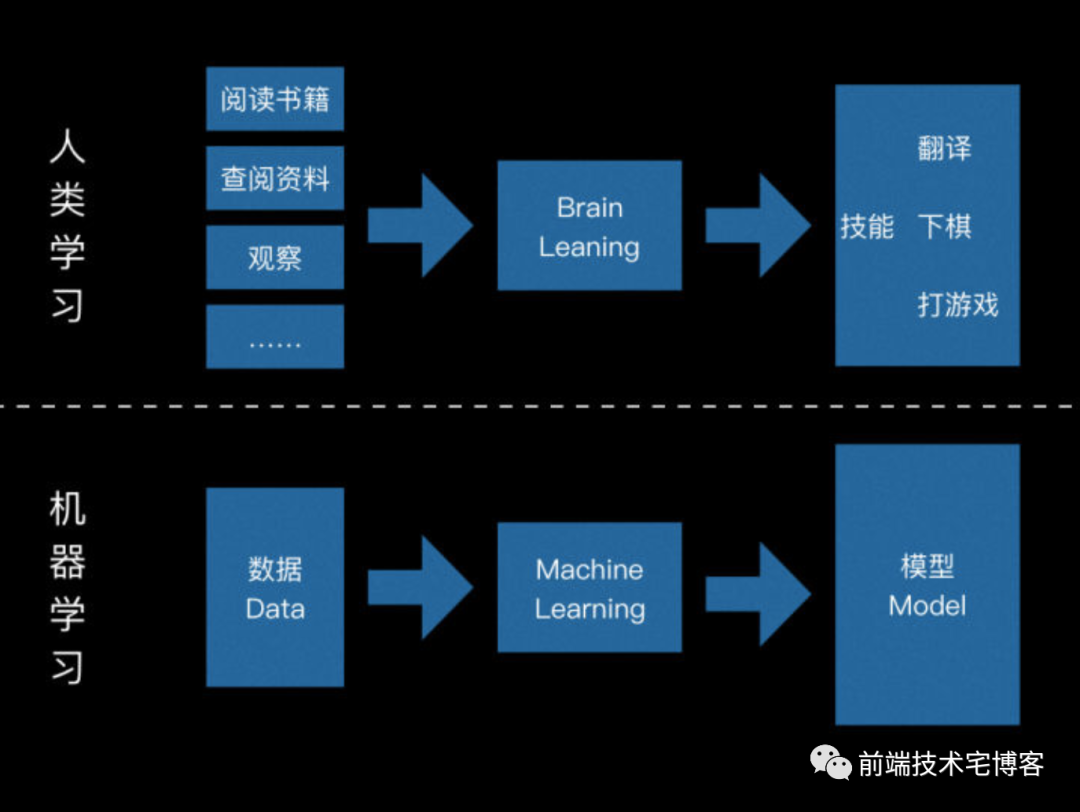 人类学习
阅读书籍
查阅资料
观察
……
Brain
Leaning
翻译
技能 下棋
打游戏
机器学习
数据
Data
Machine
Learning
模型
Model
前端技术宅博客